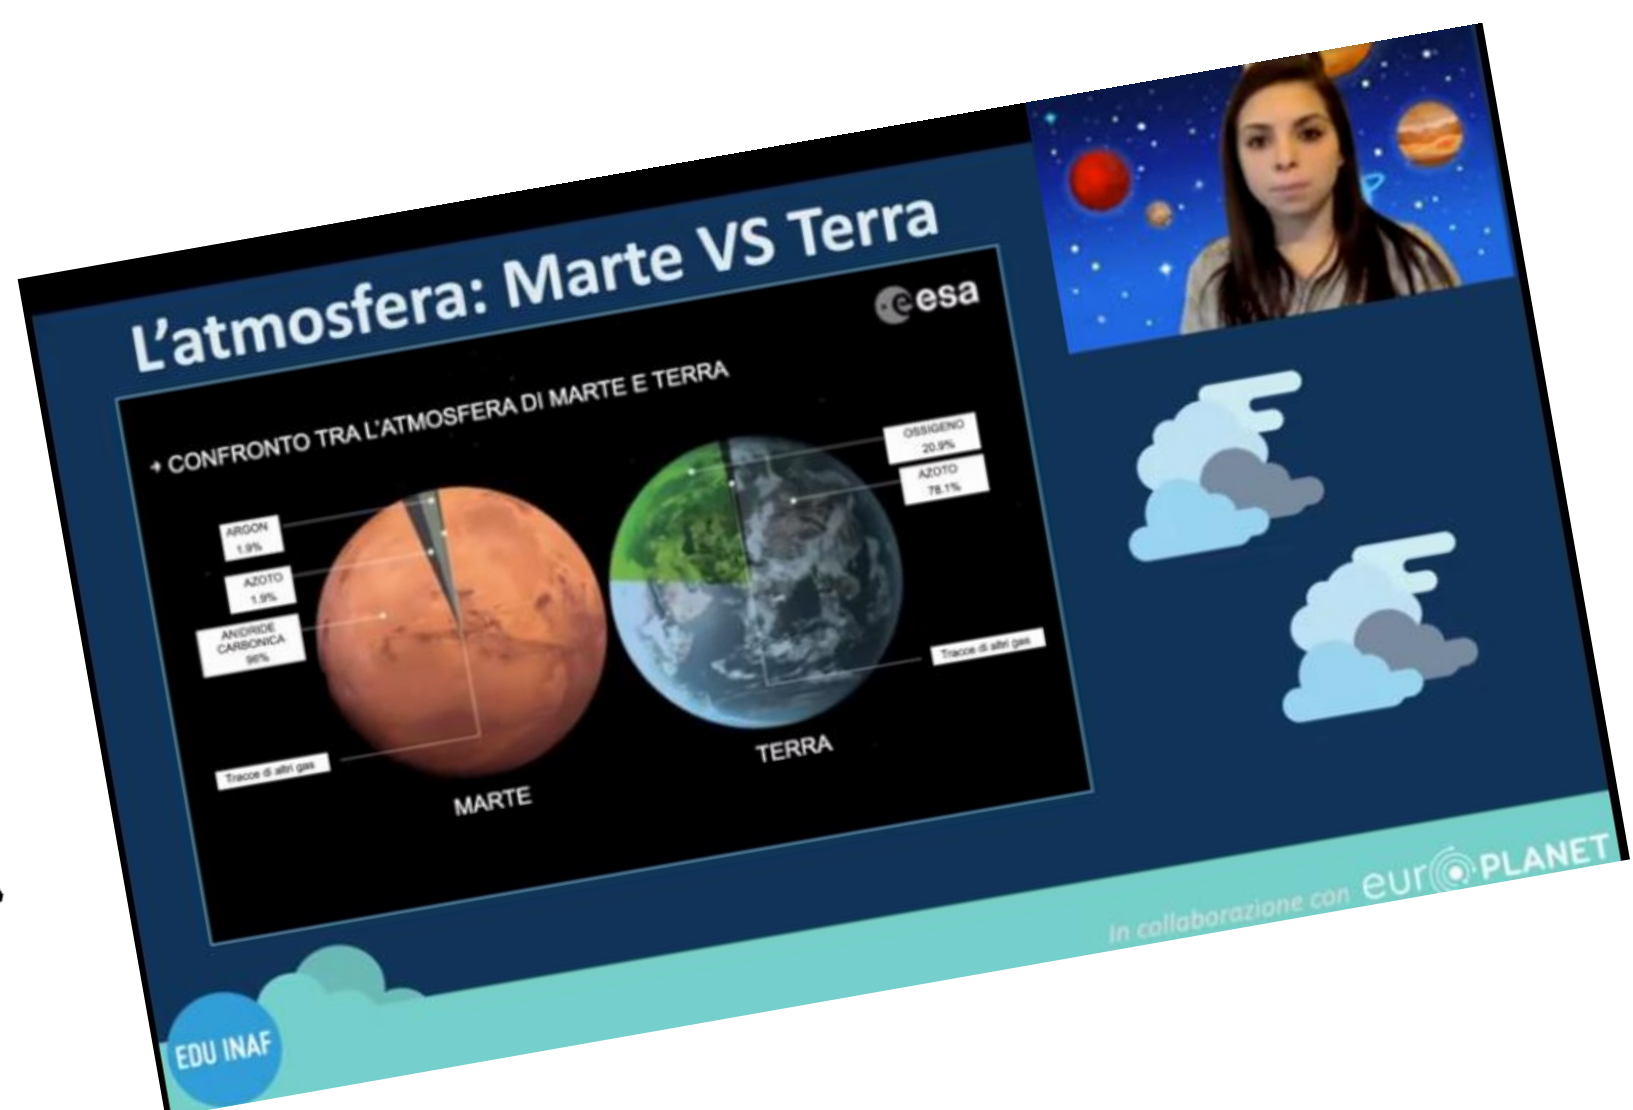 L'atmosfera: Marte VS Terra
esa
→ CONFRONTO TRA L'ATMOSFERA DI MARTE E TERRA
ARGON
1.9%
AZOTO
1.9%
ANIDRIDE
CARBONICA
96%
Tracce di altri gas
MARTE
OSSIGENO
20.9%
AZOTO
78.1%
Tracce di altri gas
TERRA
In collaborazione con euroPLANET
EDU INAF